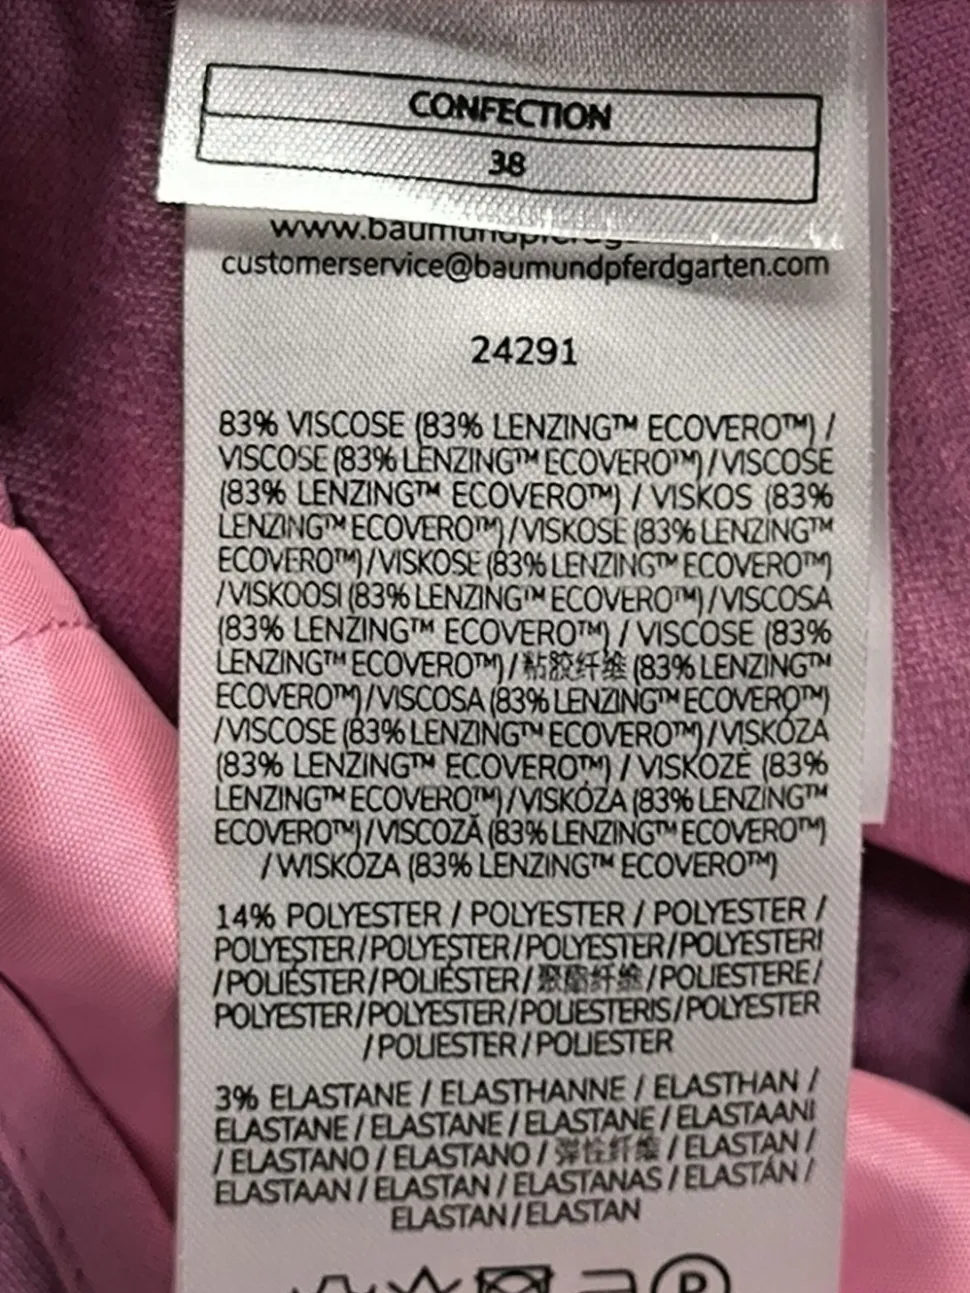 CONFECTION
38
customerservice@baumundpferdgarten.com
24291
83% VISCOSE (83% LENZING™ ECOVERO™) /
VISCOSE (83% LENZING™ ECOVERO™) / VISCOSE
(83% LENZING™ ECOVERO™) / VISKOS (83%
LENZING™ ECOVERO™) / VISKOSE (83% LENZING™
ECOVERO™) / VISKOSE (83% LENZING™ ECOVERO™)
/ VISKOOSI (83% LENZING™ ECOVERO™) / VISCOSA
(83% LENZING™ ECOVERO™) / VISCOSE (83%
LENZING™ ECOVERO™) / 粘胶纤维 (83% LENZING™
ECOVERO™) / VISCOSA (83% LENZING™ ECOVERO™)
/ VISCOSE (83% LENZING™ ECOVERO™) / VISKÓZA
(83% LENZING™ ECOVERO™) / VISKOZĖ (83%
LENZING™ ECOVERO™) / VISKÓZA (83% LENZING™
ECOVERO™) / VISCOZĂ (83% LENZING™ ECOVERO™)
/ WISKOZA (83% LENZING™ ECOVERO™)
14% POLYESTER / POLYESTER / POLYESTER /
POLYESTER / POLYESTER / POLYESTER / POLYESTERI
/ POLIÉSTER / POLIÉSTER / 聚酯纤维 / POLIESTERE /
POLYESTER / POLYESTER / POLIESTERIS / POLYESTER
/ POLIESTER / POLIESTER
3% ELASTANE / ELASTHANNE / ELASTHAN /
ELASTANE / ELASTANE / ELASTANE / ELASTAANI
/ ELASTANO / ELASTANO / 弹性纤维 / ELASTAN /
ELASTAAN / ELASTAN / ELASTANAS / ELASTÁN /
ELASTAN / ELASTAN
P